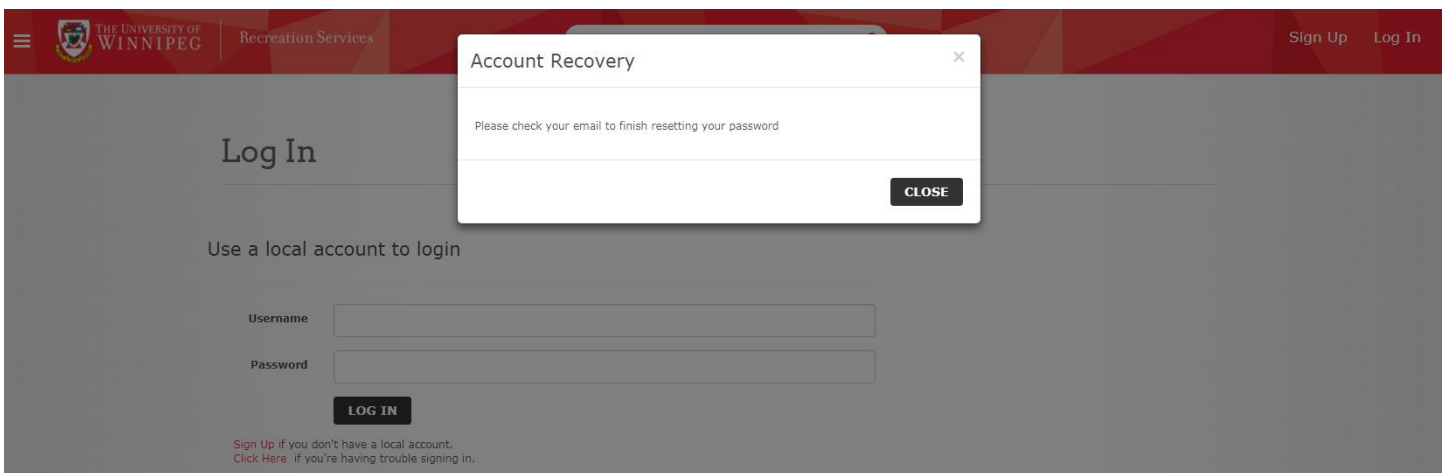 THE UNIVERSITY OF
WINNIPEG
Recreation Services
Sign Up
Log In
Account Recovery
×
Please check your email to finish resetting your password
CLOSE
Log In
Use a local account to login
Username
Password
LOG IN
Sign Up if you don't have a local account.
Click Here if you're having trouble signing in.